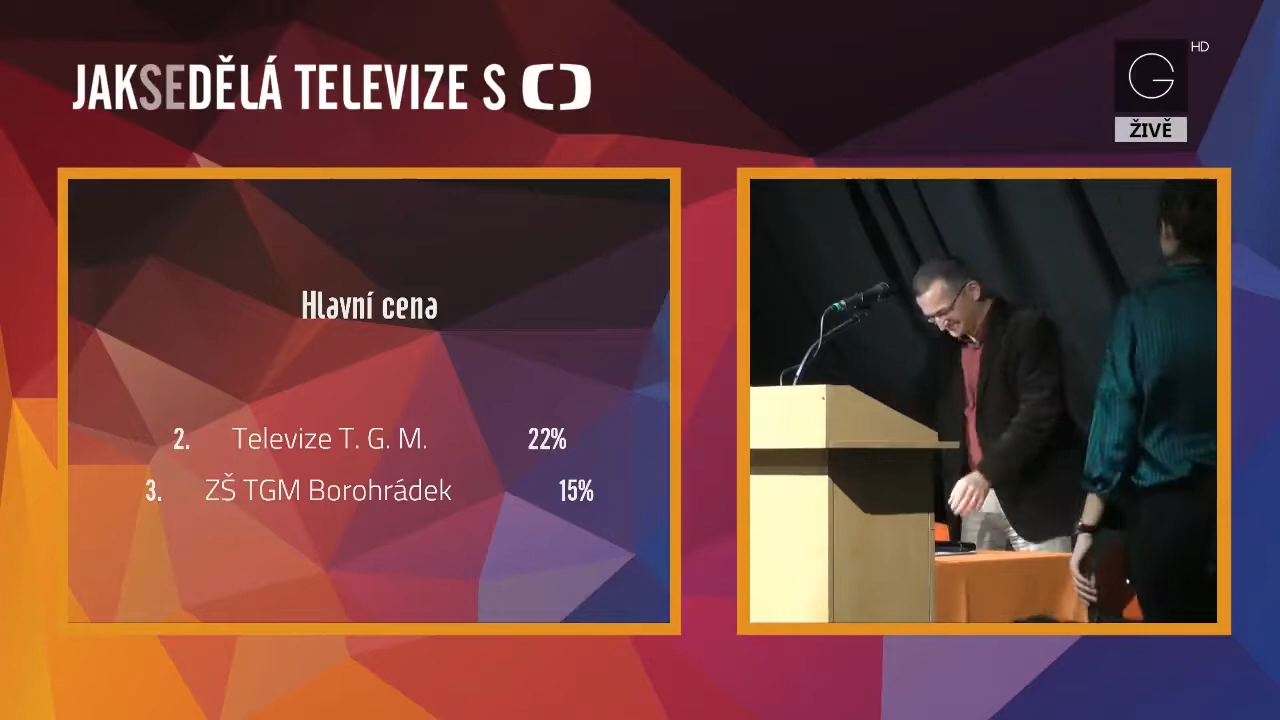 JAKSEDĚLÁ TELEVIZE S
G HD
ŽIVĚ
Hlavní cena
2. Televize T. G. M. 22%
3. ZŠ TGM Borohrádek 15%